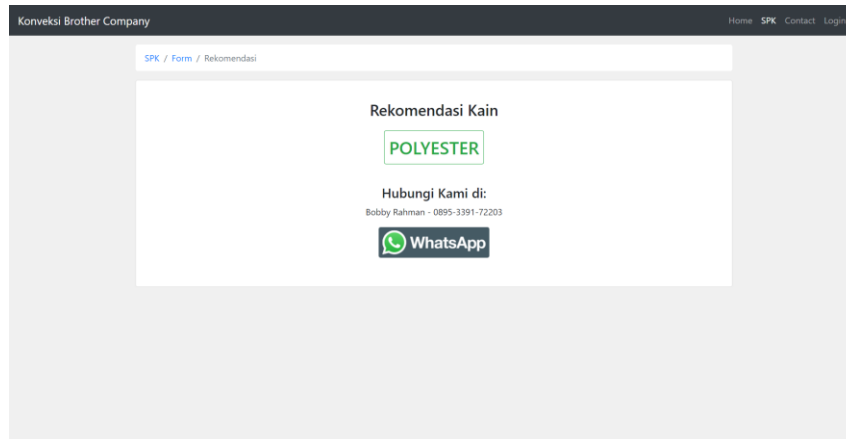 Konveksi Brother Company
Home SPK Contact Login
SPK / Form / Rekomendasi
Rekomendasi Kain
POLYESTER
Hubungi Kami di:
Bobby Rahman - 0895-3391-72203
WhatsApp